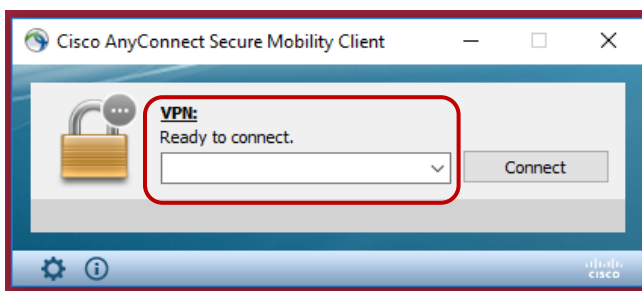 Cisco AnyConnect Secure Mobility Client
VPN:
Ready to connect.
Connect
cisco